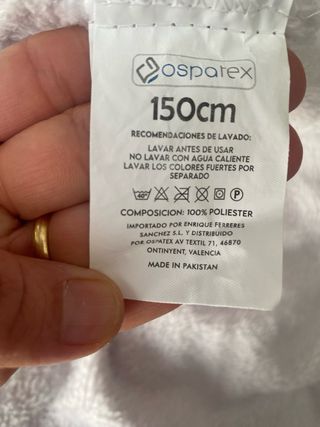 ospatex
150cm
RECOMENDACIONES DE LAVADO:
LAVAR ANTES DE USAR
NO LAVAR CON AGUA CALIENTE
LAVAR LOS COLORES FUERTES POR
SEPARADO
40° P
COMPOSICION: 100% POLIESTER
IMPORTADO POR ENRIQUE FERRERES
SANCHEZ S.L Y DISTRIBUIDO
POR OSPATEX AV TEXTIL 71, 46870
ONTINYENT, VALENCIA
MADE IN PAKISTAN